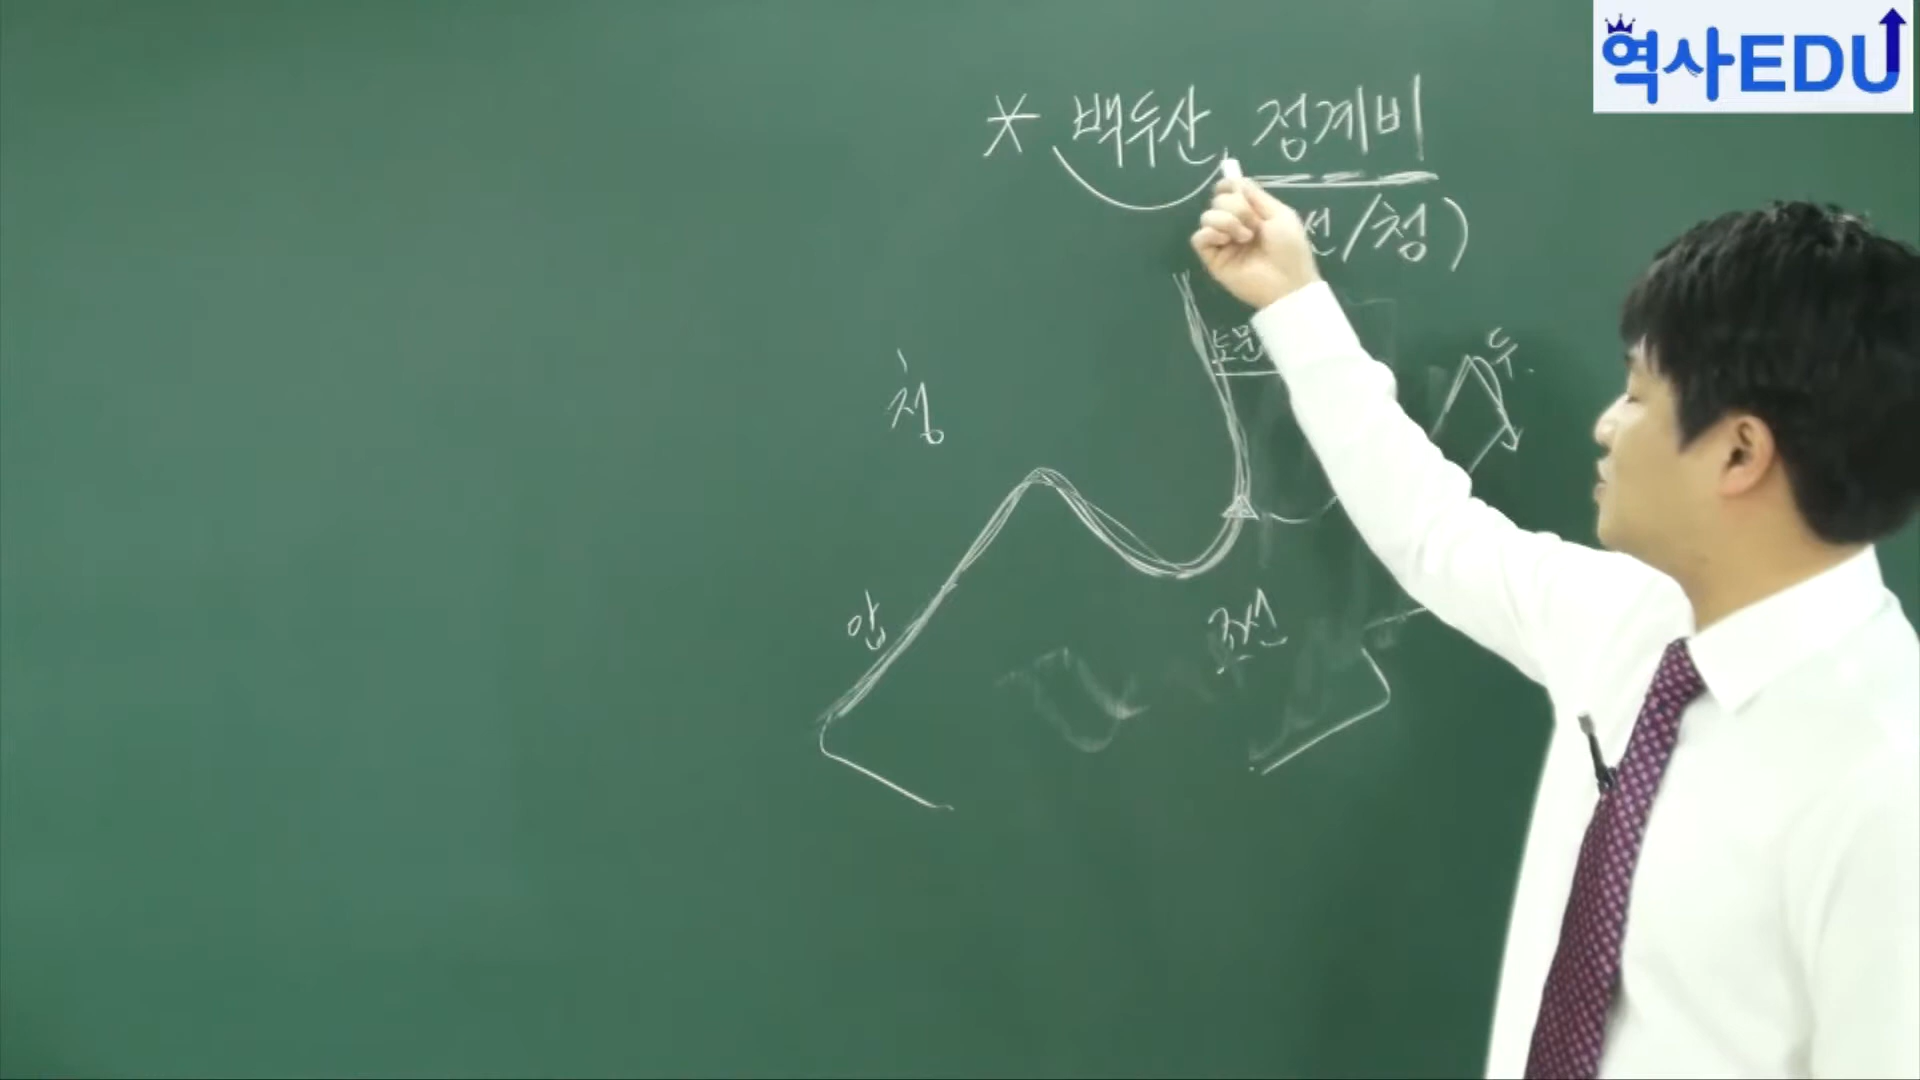 역사EDU
* 백두산 정계비
선/청)
토문
두.
청
압
조선